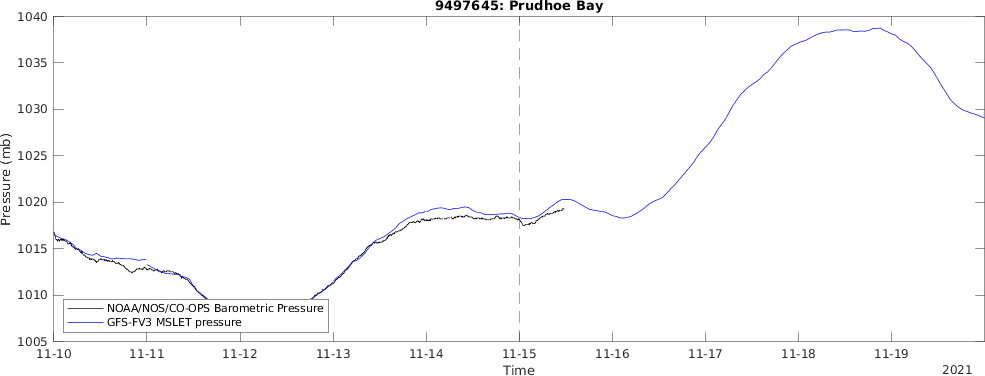 9497645: Prudhoe Bay
1040
1035
1030
1025
1020
1015
1010
1005
Pressure (mb)
NOAA/NOS/CO-OPS Barometric Pressure
GFS-FV3 MSLET pressure
11-10 11-11 11-12 11-13 11-14 11-15 11-16 11-17 11-18 11-19
Time
2021